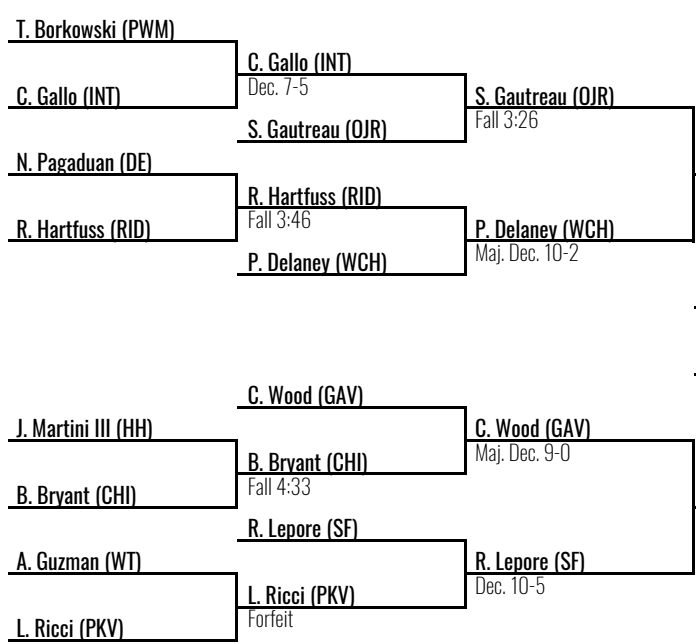 T. Borkowski (PWM)
C. Gallo (INT)
C. Gallo (INT)
Dec. 7-5
S. Gautreau (OJR)
S. Gautreau (OJR)
Fall 3:26
N. Pagaduan (DE)
R. Hartfuss (RID)
R. Hartfuss (RID)
Fall 3:46
P. Delaney (WCH)
P. Delaney (WCH)
Maj. Dec. 10-2
C. Wood (GAV)
J. Martini III (HH)
B. Bryant (CHI)
B. Bryant (CHI)
Fall 4:33
C. Wood (GAV)
Maj. Dec. 9-0
R. Lepore (SF)
A. Guzman (WT)
L. Ricci (PKV)
L. Ricci (PKV)
Forfeit
R. Lepore (SF)
Dec. 10-5